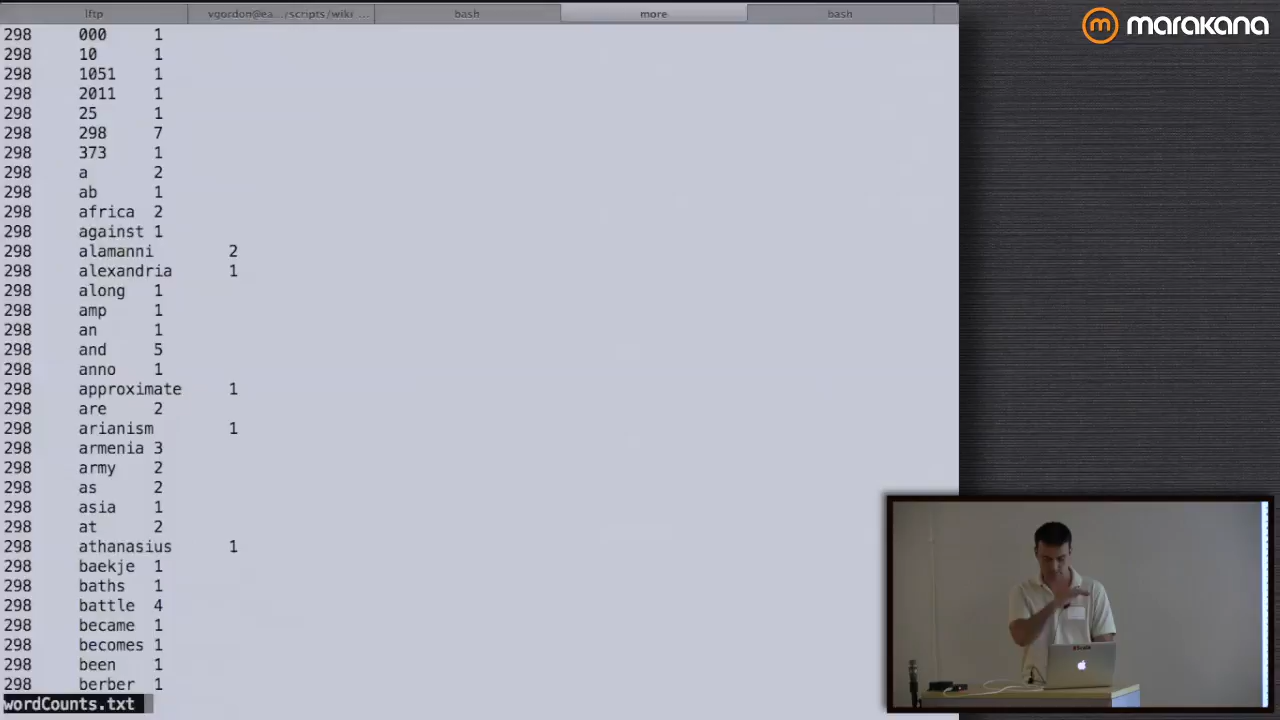 lftp vgordon@ea.../scripts/wiki ... bash more bash
marakana
298 000 1
298 10 1
298 1051 1
298 2011 1
298 25 1
298 298 7
298 373 1
298 a 2
298 ab 1
298 africa 2
298 against 1
298 alamanni 2
298 alexandria 1
298 along 1
298 amp 1
298 an 1
298 and 5
298 anno 1
298 approximate 1
298 are 2
298 arianism 1
298 armenia 3
298 army 2
298 as 2
298 asia 1
298 at 2
298 athanasius 1
298 baekje 1
298 baths 1
298 battle 4
298 became 1
298 becomes 1
298 been 1
298 berber 1
wordCounts.txt